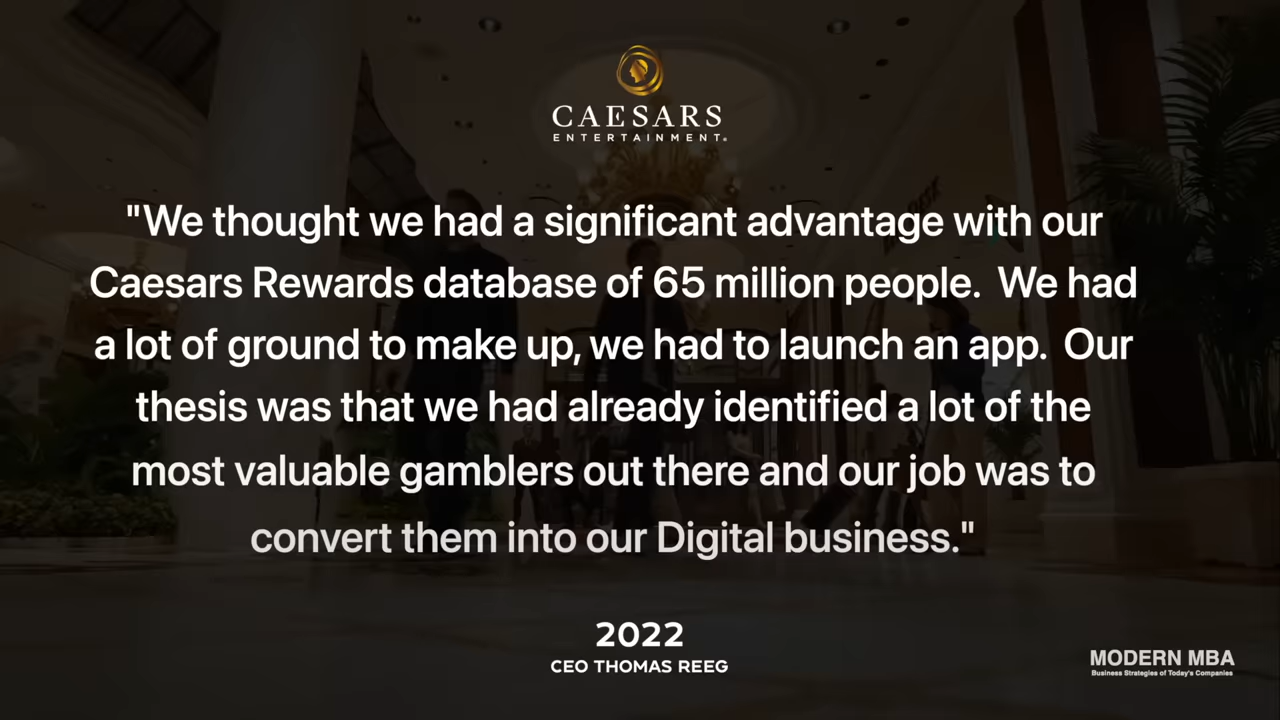 CAESARS
ENTERTAINMENT®
"We thought we had a significant advantage with our
Caesars Rewards database of 65 million people.  We had
a lot of ground to make up, we had to launch an app.  Our
thesis was that we had already identified a lot of the
most valuable gamblers out there and our job was to
convert them into our Digital business."
2022
CEO THOMAS REEG
MODERN MBA
Business Strategies of Today's Companies